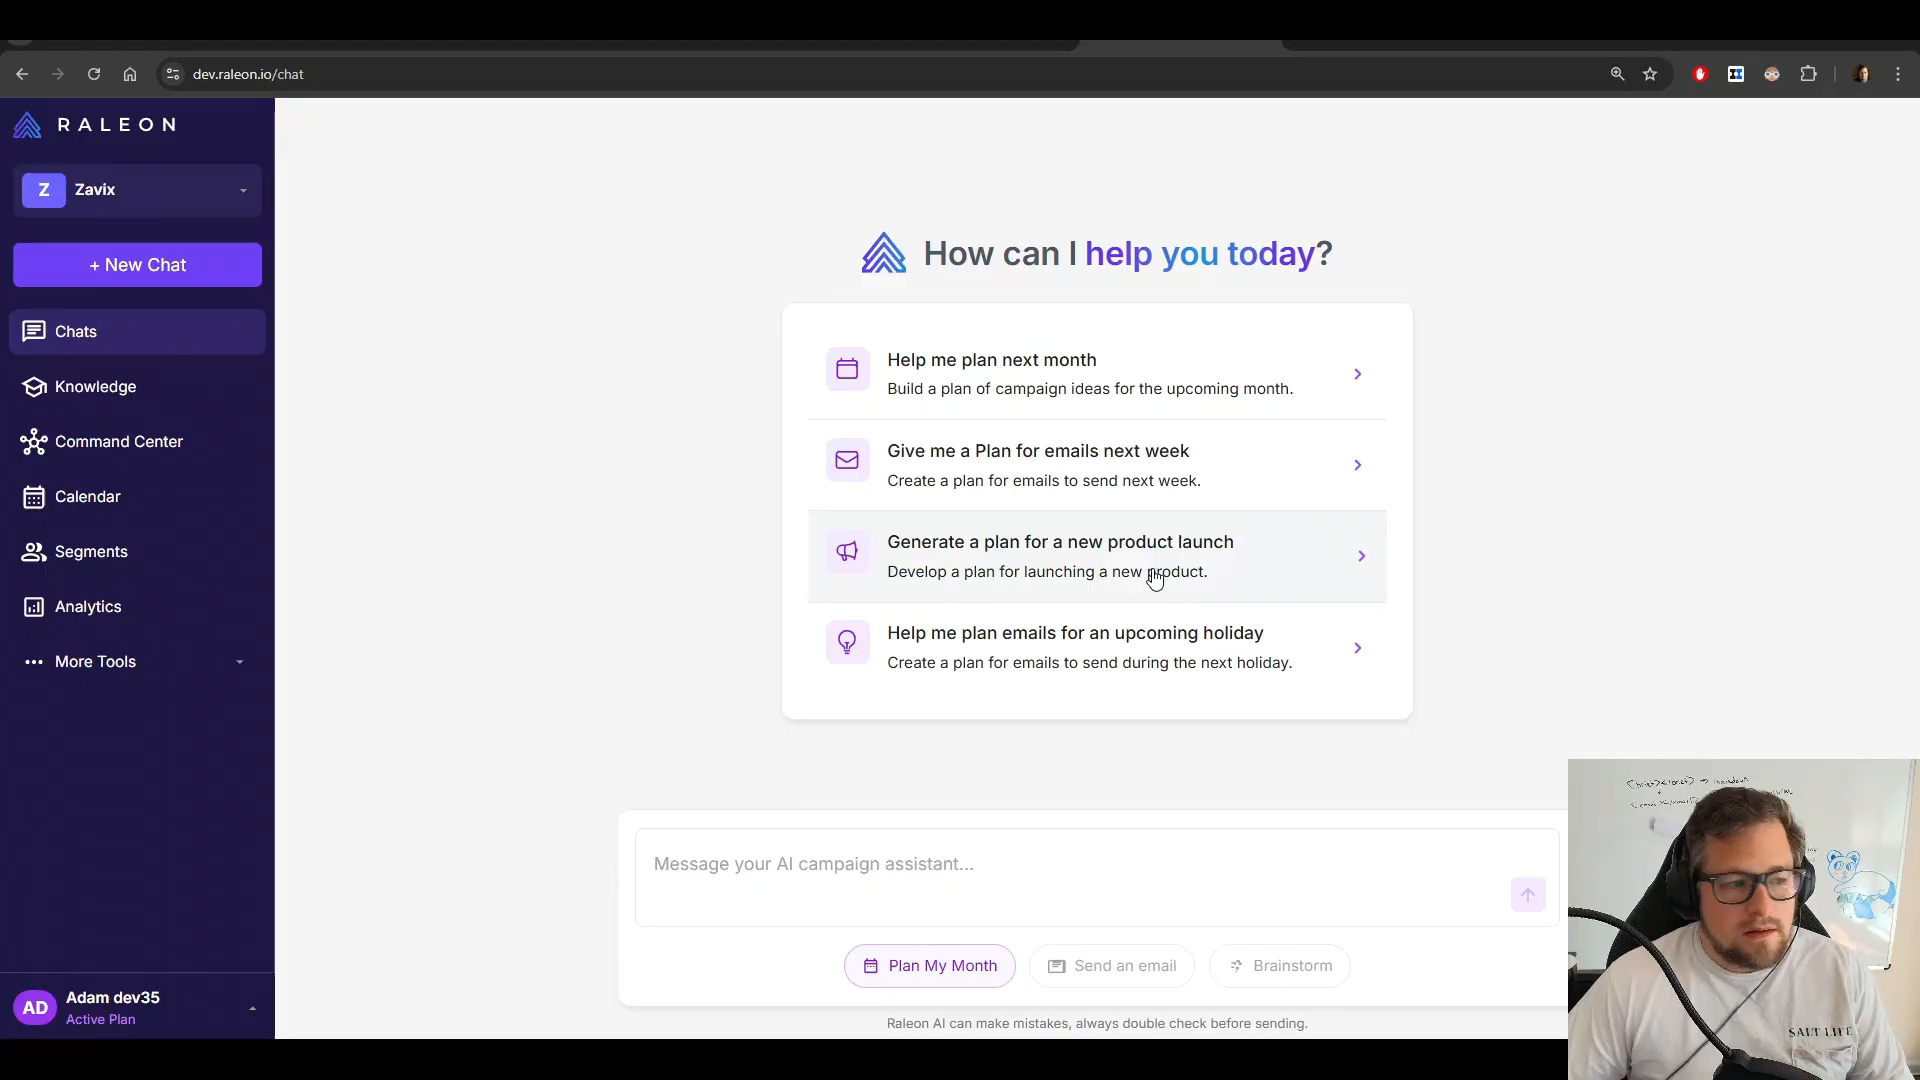 dev.raleon.io/chat
RALEON
Z
Zavix
+ New Chat
Chats
Knowledge
Command Center
Calendar
Segments
Analytics
More Tools
AD
Adam dev35
Active Plan
How can I help you today?
Help me plan next month
Build a plan of campaign ideas for the upcoming month.
Give me a Plan for emails next week
Create a plan for emails to send next week.
Generate a plan for a new product launch
Develop a plan for launching a new product.
Help me plan emails for an upcoming holiday
Create a plan for emails to send during the next holiday.
Message your AI campaign assistant...
Plan My Month
Send an email
Brainstorm
Raleon AI can make mistakes, always double check before sending.
SALT LIFE